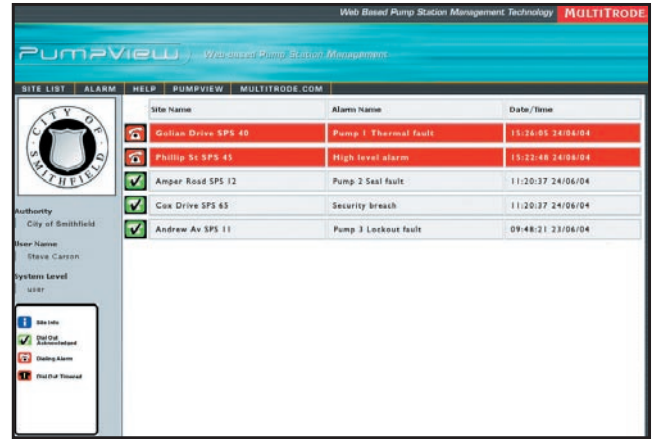 Web Based Pump Station Management Technology MULTITRODE
PUMPVIEW Web-based Pump Station Management
SITE LIST ALARM HELP PUMPVIEW MULTITRODE.COM
CITY OF SMITHFIELD
Site Name Alarm Name Date/Time
Golian Drive SPS 40 Pump 1 Thermal fault 15:26:05 24/06/04
Phillip St SPS 45 High level alarm 15:22:48 24/06/04
Amper Road SPS 12 Pump 2 Seal fault 11:20:37 24/06/04
Cox Drive SPS 65 Security breach 11:20:37 24/06/04
Andrew Av SPS 11 Pump 3 Lockout fault 09:48:21 23/06/04
Authority
City of Smithfield
User Name
Steve Carson
System Level
user
Site Info
Dial Out
Acknowledged
Dialing Alarm
Dial Out Timeout